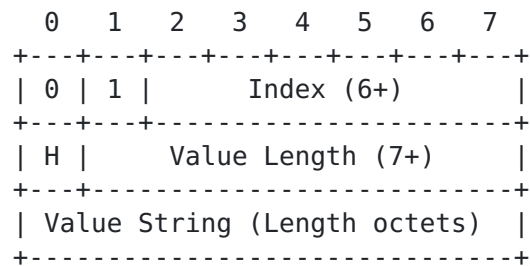 0   1   2   3   4   5   6   7
+---+---+---+---+---+---+---+---+
| 0 | 1 |      Index (6+)       |
+---+---+-----------------------+
| H |     Value Length (7+)     |
+---+---------------------------+
| Value String (Length octets)  |
+-------------------------------+